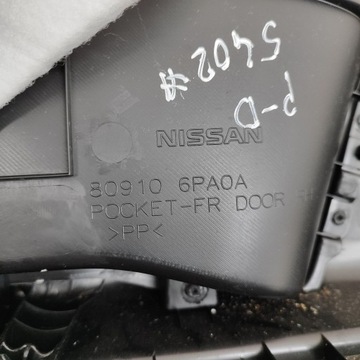 5402 #
P-D
NISSAN
80910 6PA0A
POCKET-FR DOOR
>PP<